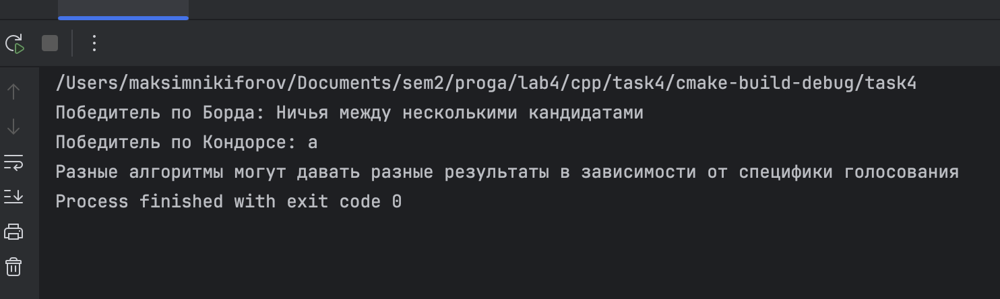 /Users/maksimnikiforov/Documents/sem2/proga/lab4/cpp/task4/cmake-build-debug/task4
Победитель по Борда: Ничья между несколькими кандидатами
Победитель по Кондорсе: a
Разные алгоритмы могут давать разные результаты в зависимости от специфики голосования
Process finished with exit code 0